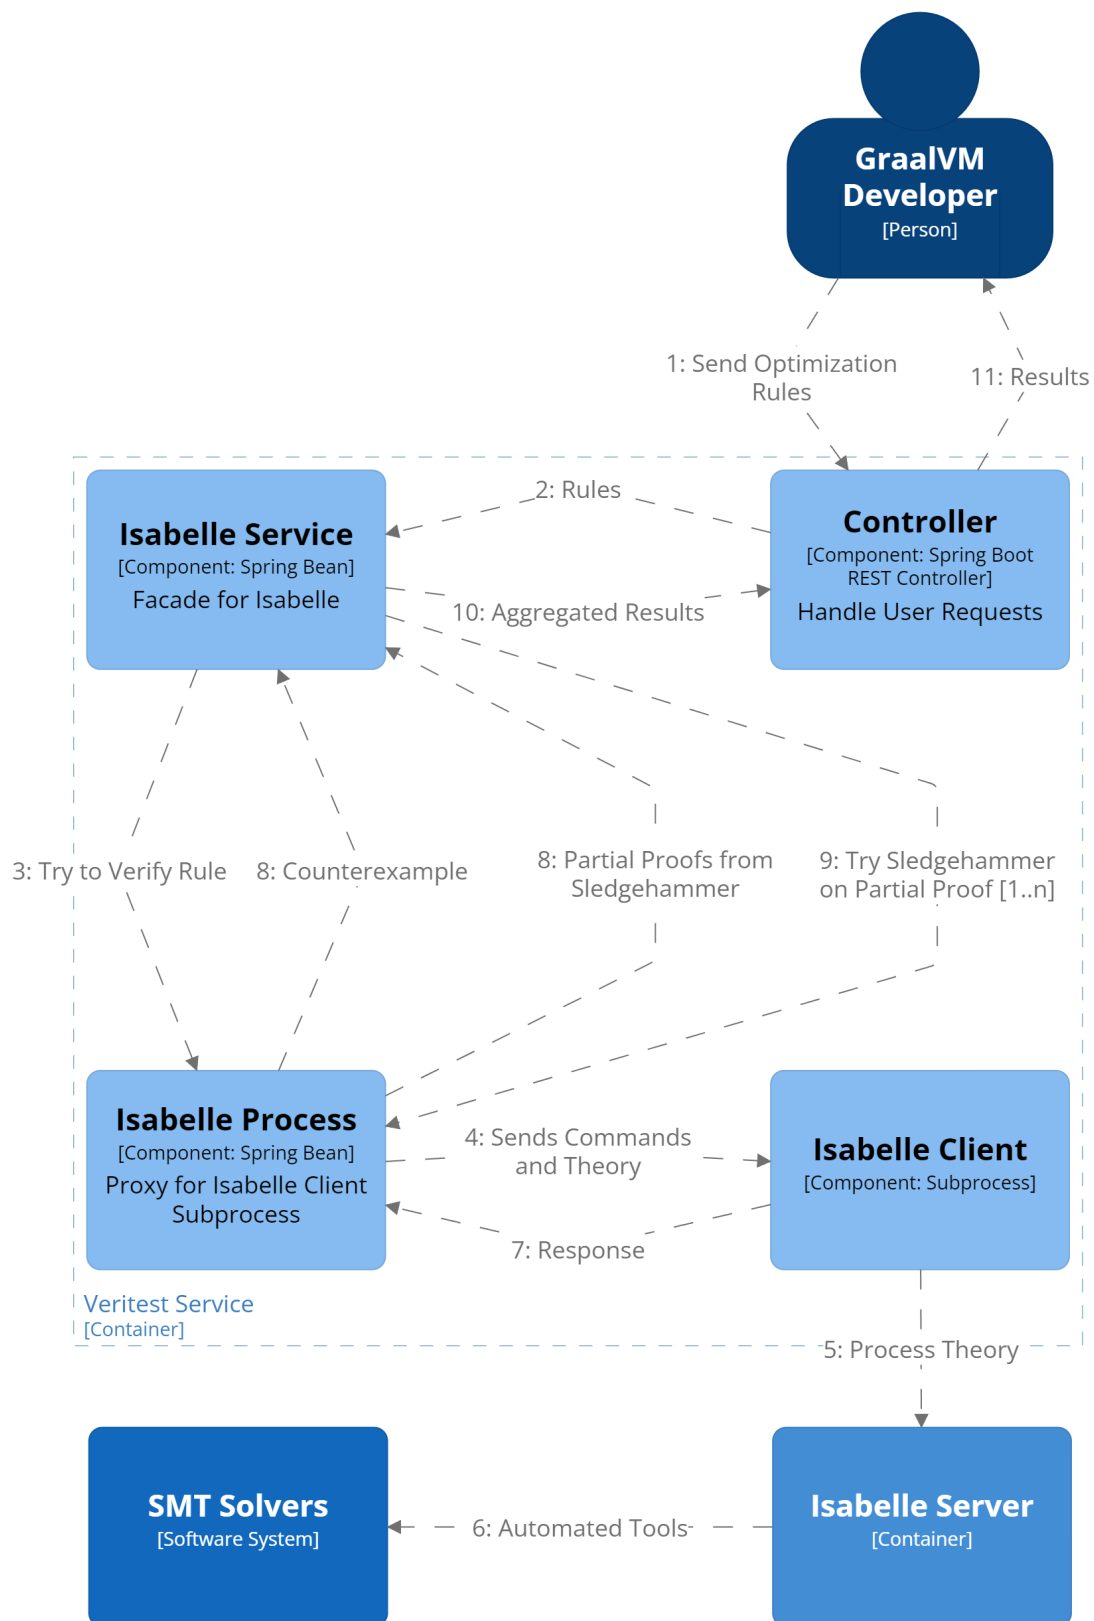 GraalVM
Developer
[Person]
1: Send Optimization
Rules
11: Results
2: Rules
Isabelle Service
[Component: Spring Bean]
Facade for Isabelle
Controller
[Component: Spring Boot
REST Controller]
Handle User Requests
10: Aggregated Results
3: Try to Verify Rule
8: Counterexample
8: Partial Proofs from
Sledgehammer
9: Try Sledgehammer
on Partial Proof [1..n]
Isabelle Process
[Component: Spring Bean]
Proxy for Isabelle Client
Subprocess
4: Sends Commands
and Theory
7: Response
Isabelle Client
[Component: Subprocess]
Veritest Service
[Container]
5: Process Theory
SMT Solvers
[Software System]
6: Automated Tools
Isabelle Server
[Container]